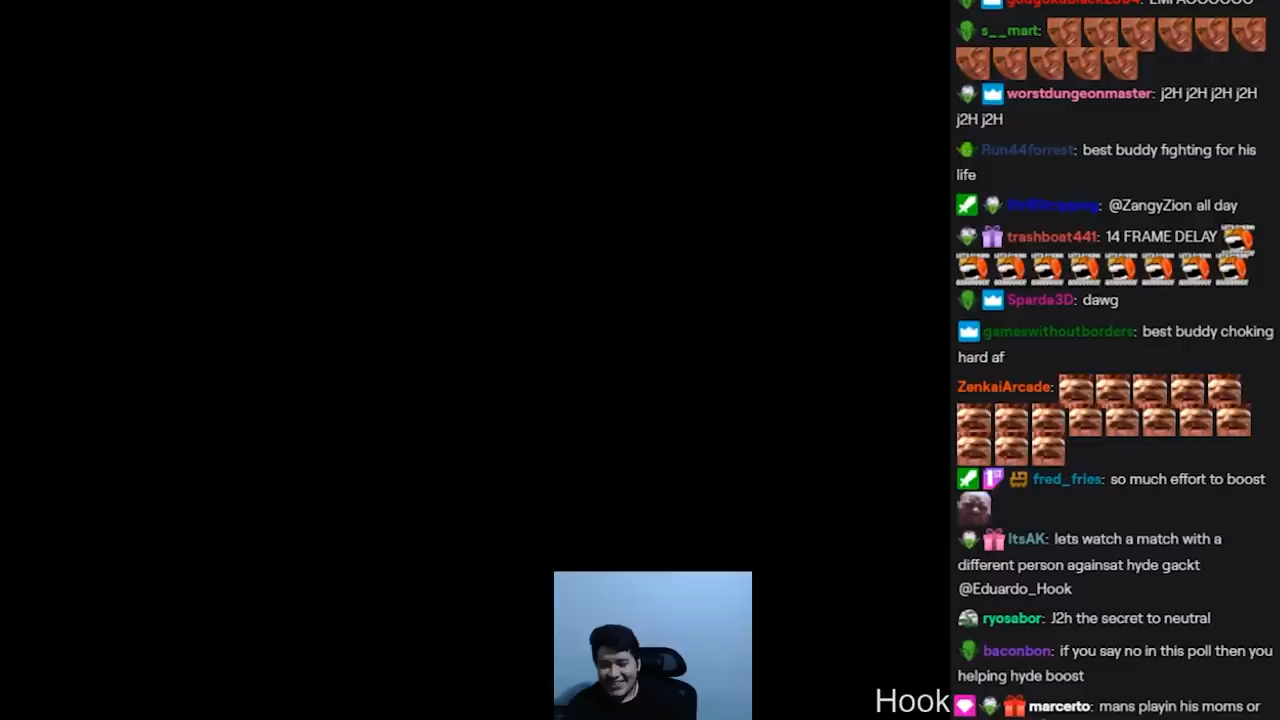 s__mart:
worstdungeonmaster: j2H j2H j2H j2H
j2H j2H
Run44forrest: best buddy fighting for his
life
@ZangyZion all day
trashboat441: 14 FRAME DELAY
Sparda3D: dawg
gameswithoutborders: best buddy choking
hard af
ZenkaiArcade:
fred_fries: so much effort to boost
ItsAK: lets watch a match with a
different person againsat hyde gackt
@Eduardo_Hook
ryosabor: J2h the secret to neutral
baconbon: if you say no in this poll then you
helping hyde boost
Hook
marcerto: mans playin his moms or